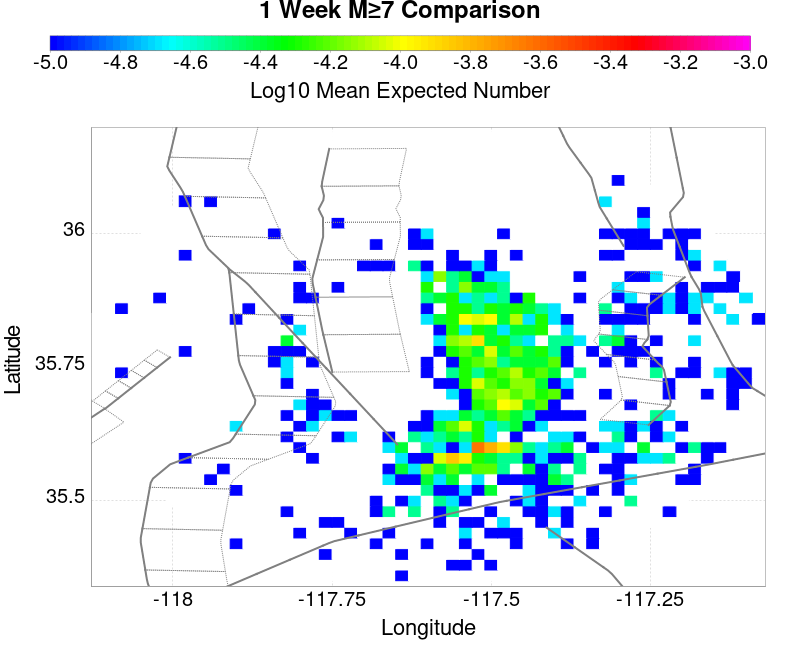 1 Week M≥7 Comparison
-5.0 -4.8 -4.6 -4.4 -4.2 -4.0 -3.8 -3.6 -3.4 -3.2 -3.0
Log10 Mean Expected Number
36
35.75
35.5
Latitude
-118 -117.75 -117.5 -117.25
Longitude